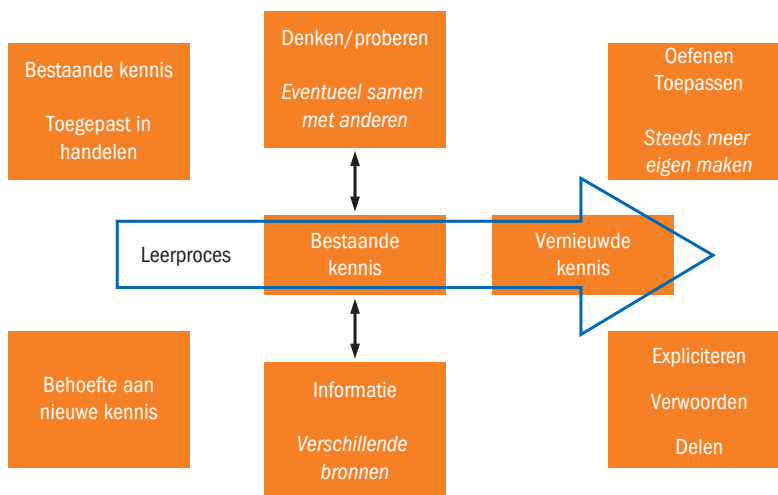 Bestaande kennis
Toegepast in
handelen
Denken/proberen
Eventueel samen
met anderen
Oefenen
Toepassen
Steeds meer
eigen maken
Leerproces
Bestaande
kennis
Vernieuwde
kennis
Behoefte aan
nieuwe kennis
Informatie
Verschillende
bronnen
Expliciteren
Verwoorden
Delen